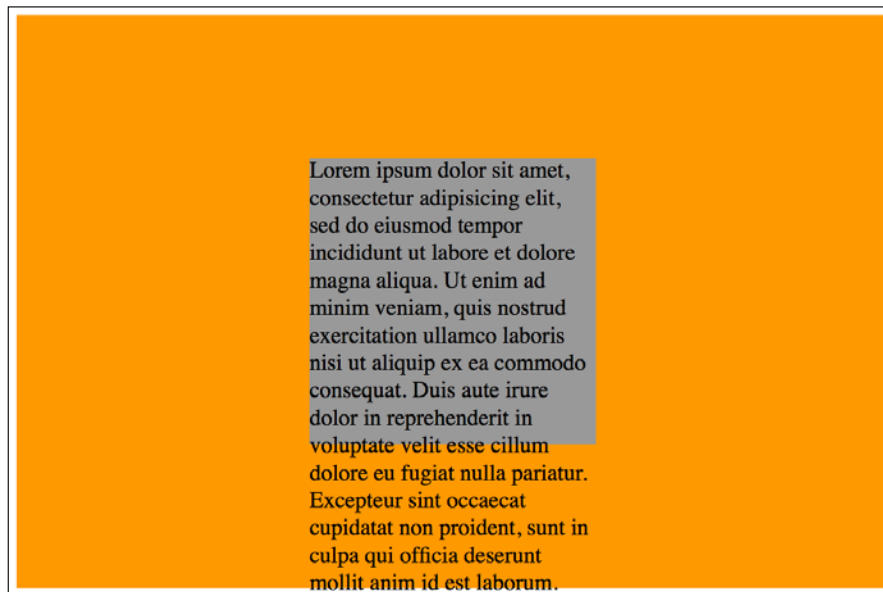 Lorem ipsum dolor sit amet,
consectetur adipisicing elit,
sed do eiusmod tempor
incididunt ut labore et dolore
magna aliqua. Ut enim ad
minim veniam, quis nostrud
exercitation ullamco laboris
nisi ut aliquip ex ea commodo
consequat. Duis aute irure
dolor in reprehenderit in
voluptate velit esse cillum
dolore eu fugiat nulla pariatur.
Excepteur sint occaecat
cupidatat non proident, sunt in
culpa qui officia deserunt
mollit anim id est laborum.